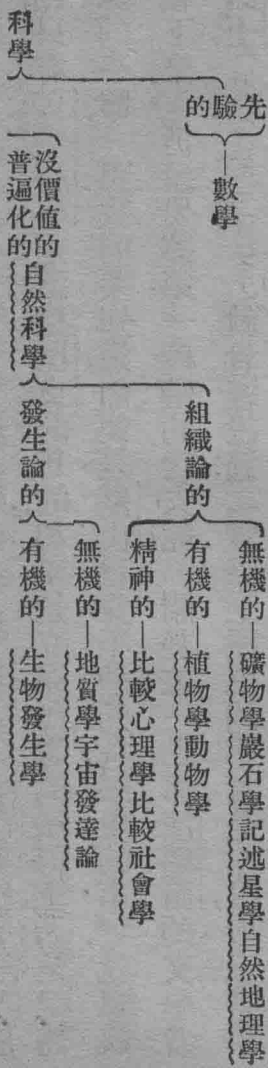 科學
先驗的
數學
沒價值的
普遍化的
自然科學
組織論的
無機的—礦物學巖石學記述星學自然地理學
有機的—植物學動物學
精神的—比較心理學比較社會學
發生論的
無機的—地質學宇宙發達論
有機的—生物發生學